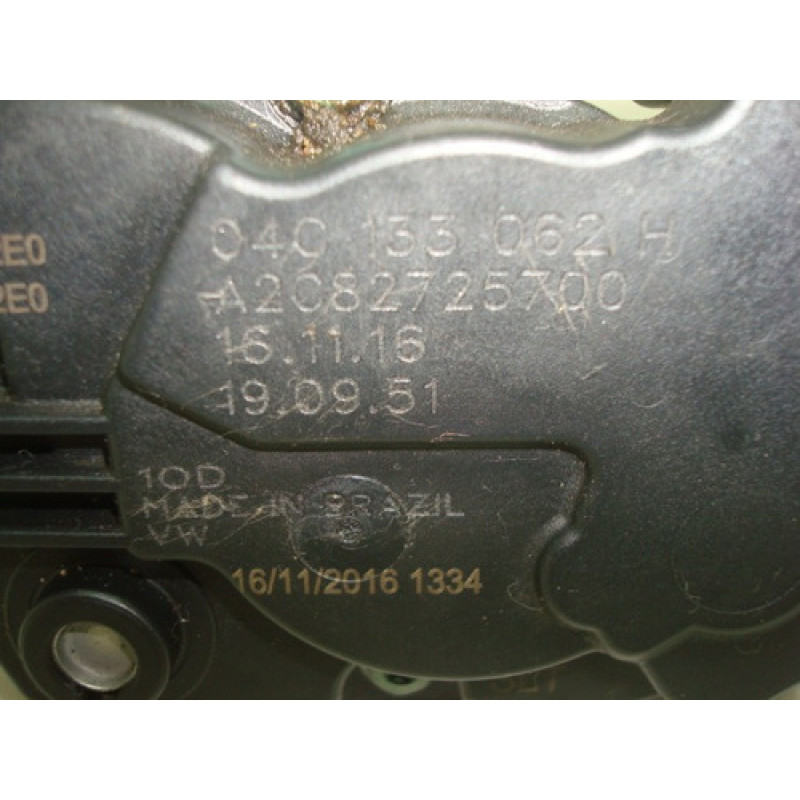 04C 133 062 H
A2C82725700
16.11.16
19.09.51
2E0
2E0
10D
MADE IN BRAZIL
VW
16/11/2016 1334